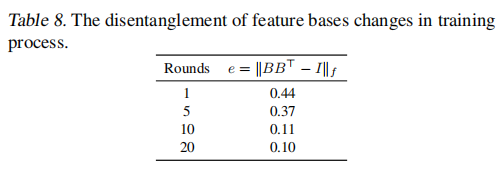 Table 8. The disentanglement of feature bases changes in training
process.
Rounds e = ‖BB⊤ − I‖f
1 0.44
5 0.37
10 0.11
20 0.10